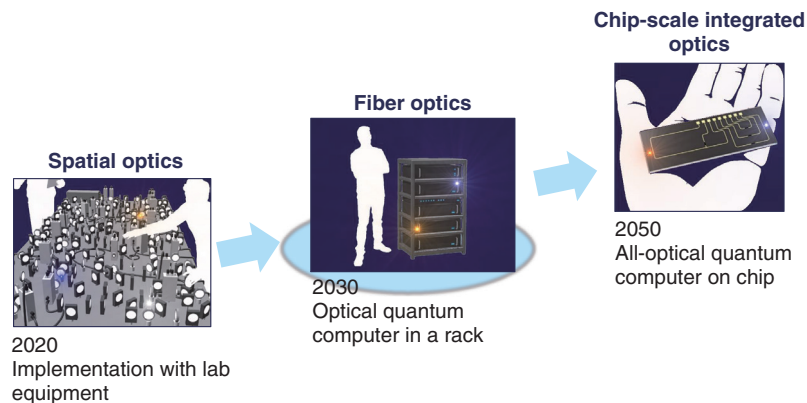 Spatial optics
2020
Implementation with lab
equipment
Fiber optics
2030
Optical quantum
computer in a rack
Chip-scale integrated
optics
2050
All-optical quantum
computer on chip